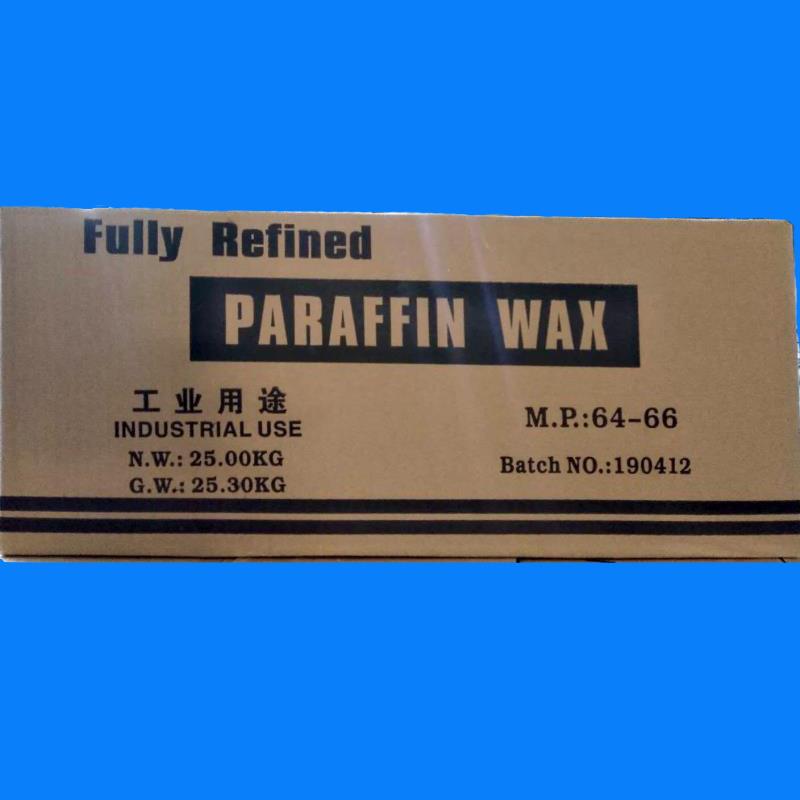 Fully Refined
PARAFFIN WAX
工业用途
INDUSTRIAL USE
N.W.: 25.00KG
G.W.: 25.30KG
M.P.:64-66
Batch NO.:190412